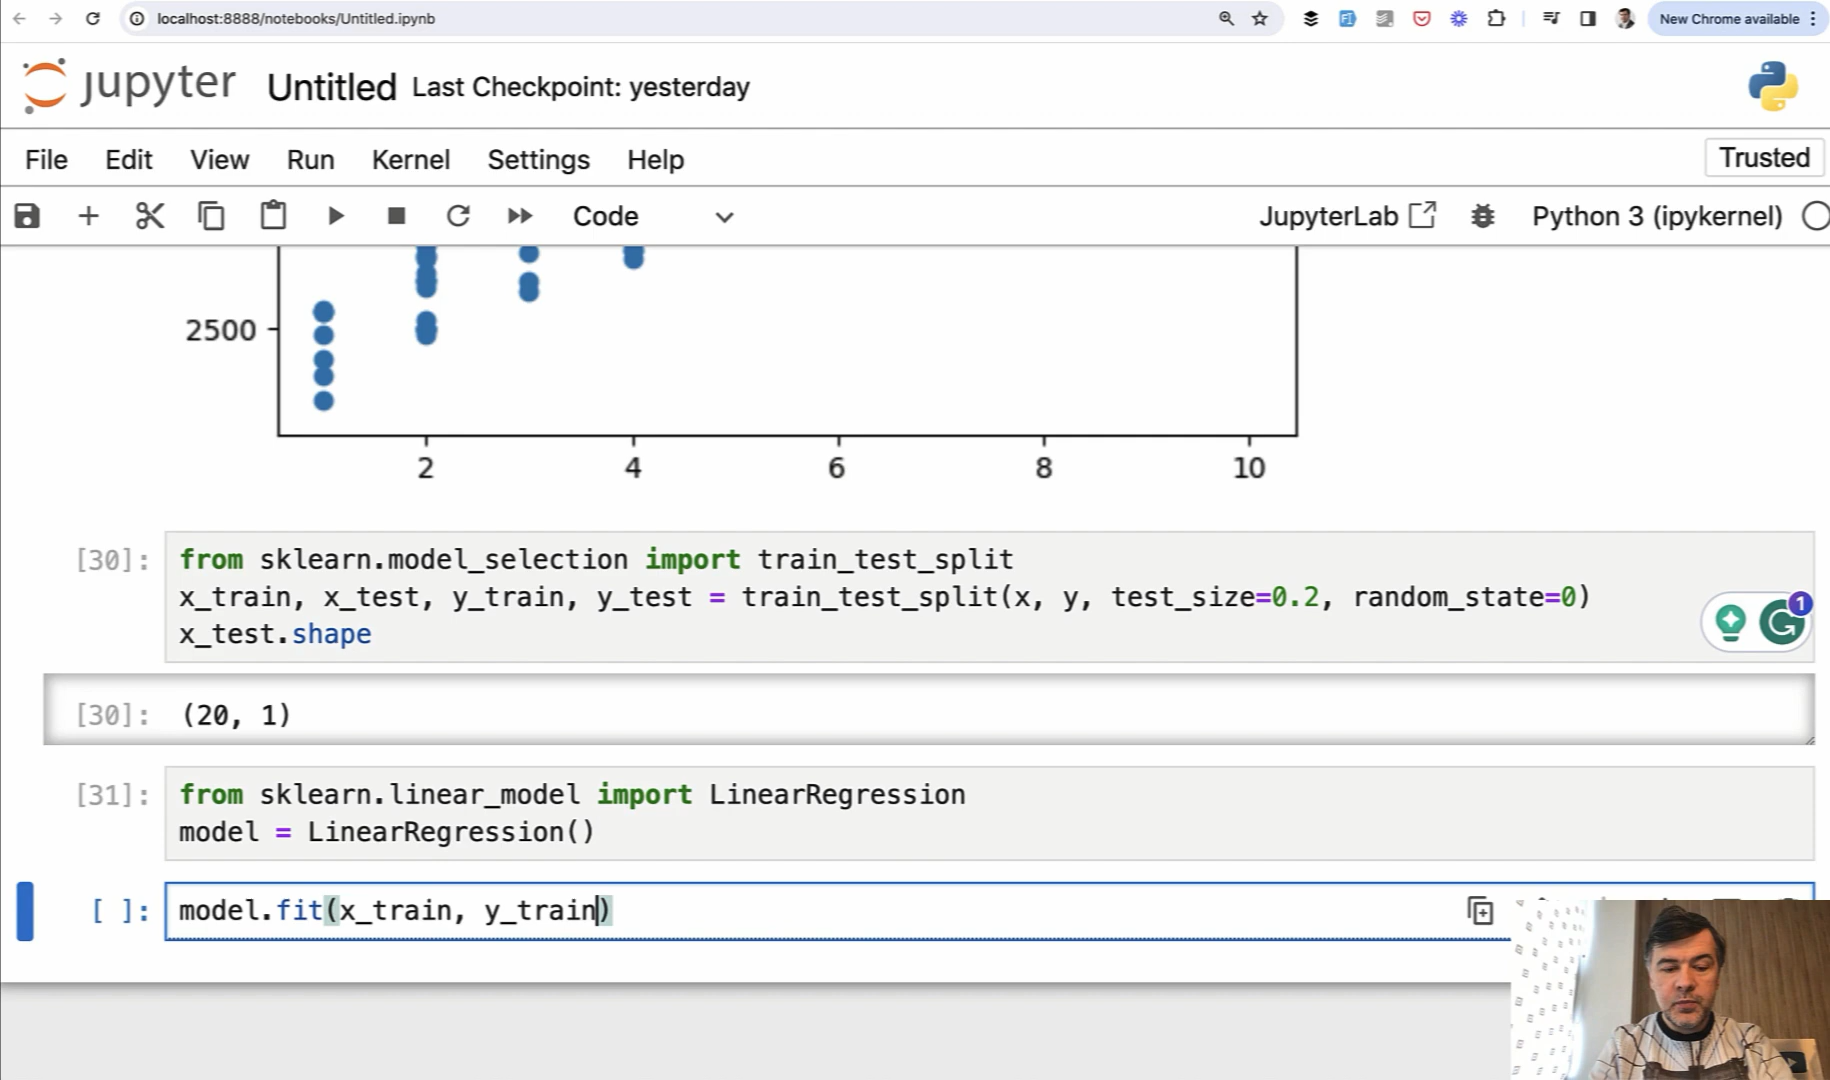 localhost:8888/notebooks/Untitled.ipynb
New Chrome available
jupyter Untitled Last Checkpoint: yesterday
File Edit View Run Kernel Settings Help
Trusted
Code
JupyterLab
Python 3 (ipykernel)
2500
2 4 6 8 10
[30]: from sklearn.model_selection import train_test_split
x_train, x_test, y_train, y_test = train_test_split(x, y, test_size=0.2, random_state=0)
x_test.shape
1
[30]: (20, 1)
[31]: from sklearn.linear_model import LinearRegression
model = LinearRegression()
[ ]: model.fit(x_train, y_train)